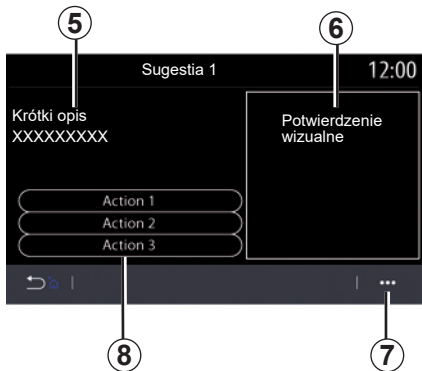 5
6
Sugestia 1
12:00
Krótki opis
XXXXXXXXX
Potwierdzenie
wizualne
Action 1
Action 2
Action 3
8
7